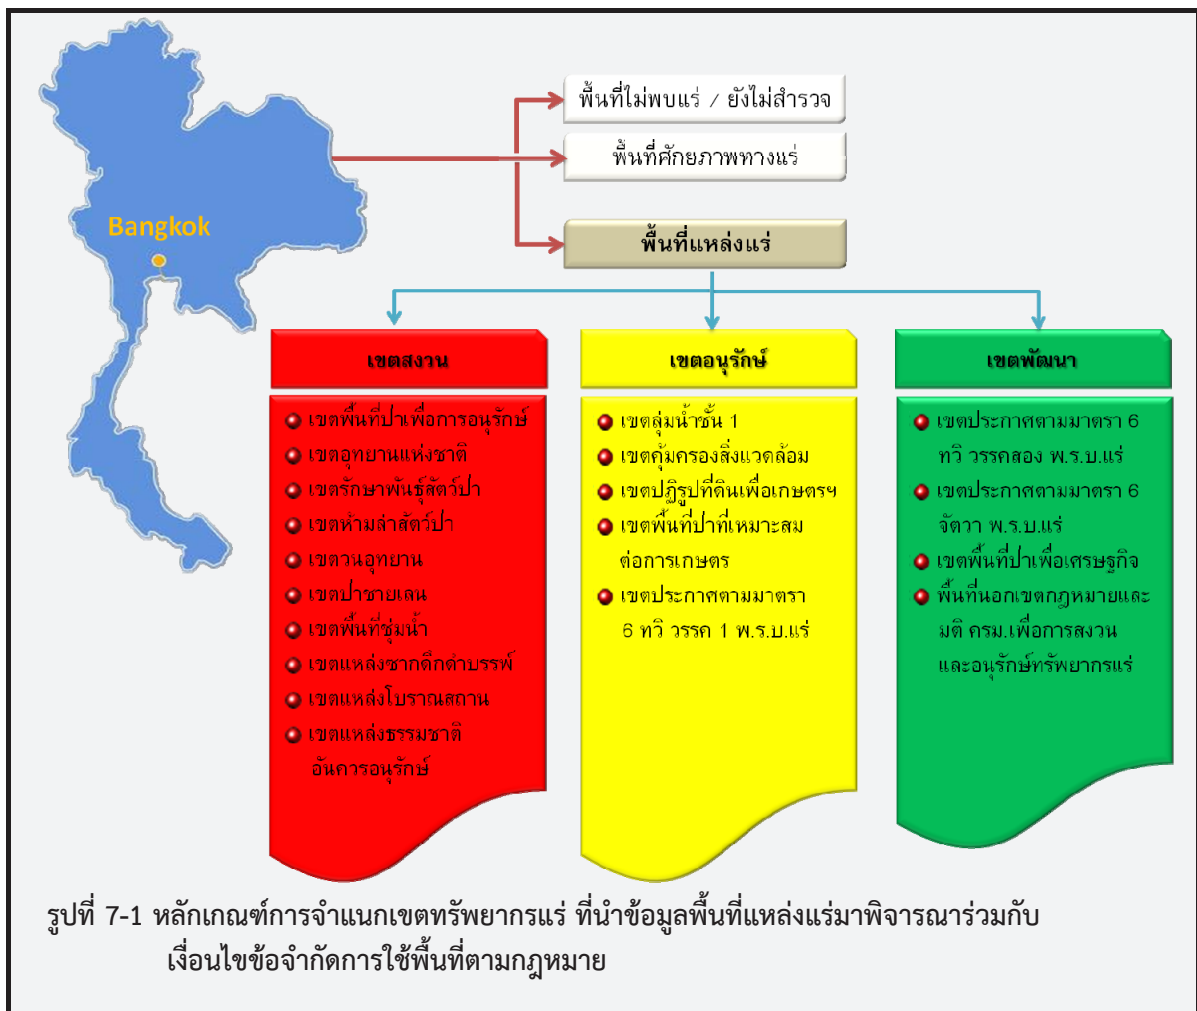 พื้นที่ไม่พบแร่ / ยังไม่สำรวจ
พื้นที่ศักยภาพทางแร่
Bangkok
พื้นที่แหล่งแร่
เขตสงวน
เขตพื้นที่ป่าเพื่อการอนุรักษ์
เขตอุทยานแห่งชาติ
เขตรักษาพันธุ์สัตว์ป่า
เขตห้ามล่าสัตว์ป่า
เขตวนอุทยาน
เขตป่าชายเลน
เขตพื้นที่ชุ่มน้ำ
เขตแหล่งซากดึกดำบรรพ์
เขตแหล่งโบราณสถาน
เขตแหล่งธรรมชาติ
อันควรอนุรักษ์
เขตอนุรักษ์
เขตลุ่มน้ำชั้น 1
เขตคุ้มครองสิ่งแวดล้อม
เขตปฏิรูปที่ดินเพื่อเกษตรฯ
เขตพื้นที่ป่าที่เหมาะสม
ต่อการเกษตร
เขตประกาศตามมาตรา
6 ทวิ วรรค 1 พ.ร.บ.แร่
เขตพัฒนา
เขตประกาศตามมาตรา 6
ทวิ วรรคสอง พ.ร.บ.แร่
เขตประกาศตามมาตรา 6
จัตวา พ.ร.บ.แร่
เขตพื้นที่ป่าเพื่อเศรษฐกิจ
พื้นที่นอกเขตกฎหมายและ
มติ ครม.เพื่อการสงวน
และอนุรักษ์ทรัพยากรแร่
รูปที่ 7-1 หลักเกณฑ์การจำแนกเขตทรัพยากรแร่ ที่นำข้อมูลพื้นที่แหล่งแร่มาพิจารณาร่วมกับ
เงื่อนไขข้อจำกัดการใช้พื้นที่ตามกฎหมาย